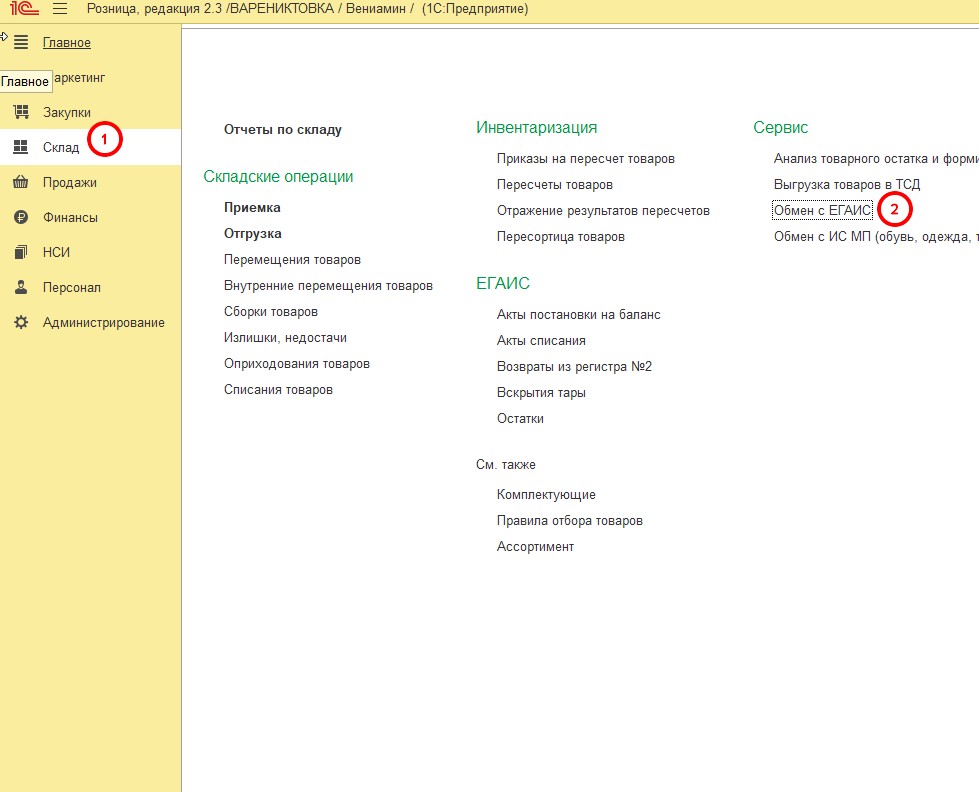 1С Розница, редакция 2.3 /ВАРЕНИКТОВКА / Вениамин / (1С:Предприятие)
Главное
Главное
аркетинг
Закупки
Склад
1
Продажи
Финансы
НСИ
Персонал
Администрирование
Отчеты по складу
Складские операции
Приемка
Отгрузка
Перемещения товаров
Внутренние перемещения товаров
Сборки товаров
Излишки, недостачи
Оприходования товаров
Списания товаров
Инвентаризация
Приказы на пересчет товаров
Пересчеты товаров
Отражение результатов пересчетов
Пересортица товаров
ЕГАИС
Акты постановки на баланс
Акты списания
Возвраты из регистра №2
Вскрытия тары
Остатки
См. также
Комплектующие
Правила отбора товаров
Ассортимент
Сервис
Анализ товарного остатка и форми
Выгрузка товаров в ТСД
Обмен с ЕГАИС
2
Обмен с ИС МП (обувь, одежда, т